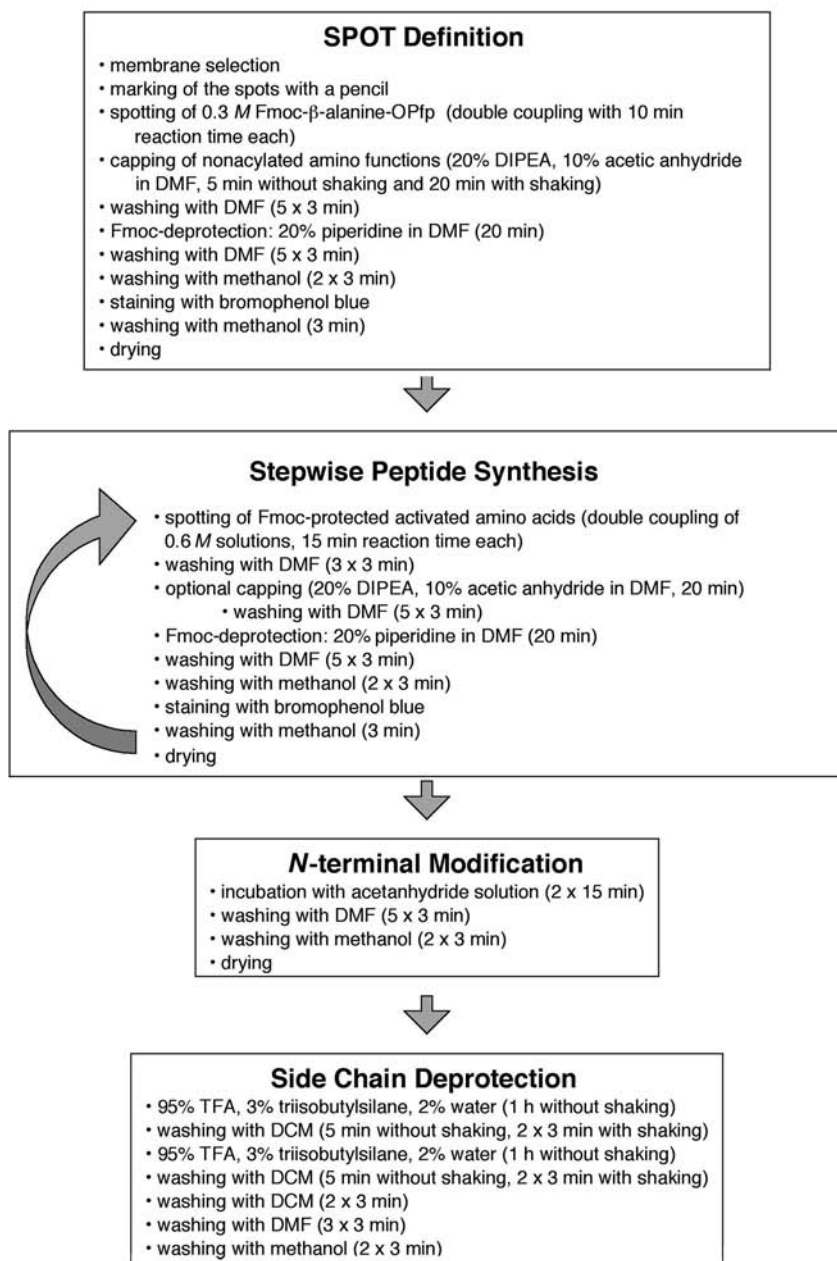 SPOT Definition
• membrane selection
• marking of the spots with a pencil
• spotting of 0.3 M Fmoc-β-alanine-OPfp (double coupling with 10 min
reaction time each)
• capping of nonacylated amino functions (20% DIPEA, 10% acetic anhydride
in DMF, 5 min without shaking and 20 min with shaking)
• washing with DMF (5 x 3 min)
• Fmoc-deprotection: 20% piperidine in DMF (20 min)
• washing with DMF (5 x 3 min)
• washing with methanol (2 x 3 min)
• staining with bromophenol blue
• washing with methanol (3 min)
• drying
Stepwise Peptide Synthesis
• spotting of Fmoc-protected activated amino acids (double coupling of
0.6 M solutions, 15 min reaction time each)
• washing with DMF (3 x 3 min)
• optional capping (20% DIPEA, 10% acetic anhydride in DMF, 20 min)
• washing with DMF (5 x 3 min)
• Fmoc-deprotection: 20% piperidine in DMF (20 min)
• washing with DMF (5 x 3 min)
• washing with methanol (2 x 3 min)
• staining with bromophenol blue
• washing with methanol (3 min)
• drying
N-terminal Modification
• incubation with acetanhydride solution (2 x 15 min)
• washing with DMF (5 x 3 min)
• washing with methanol (2 x 3 min)
• drying
Side Chain Deprotection
• 95% TFA, 3% triisobutylsilane, 2% water (1 h without shaking)
• washing with DCM (5 min without shaking, 2 x 3 min with shaking)
• 95% TFA, 3% triisobutylsilane, 2% water (1 h without shaking)
• washing with DCM (5 min without shaking, 2 x 3 min with shaking)
• washing with DCM (2 x 3 min)
• washing with DMF (3 x 3 min)
• washing with methanol (2 x 3 min)